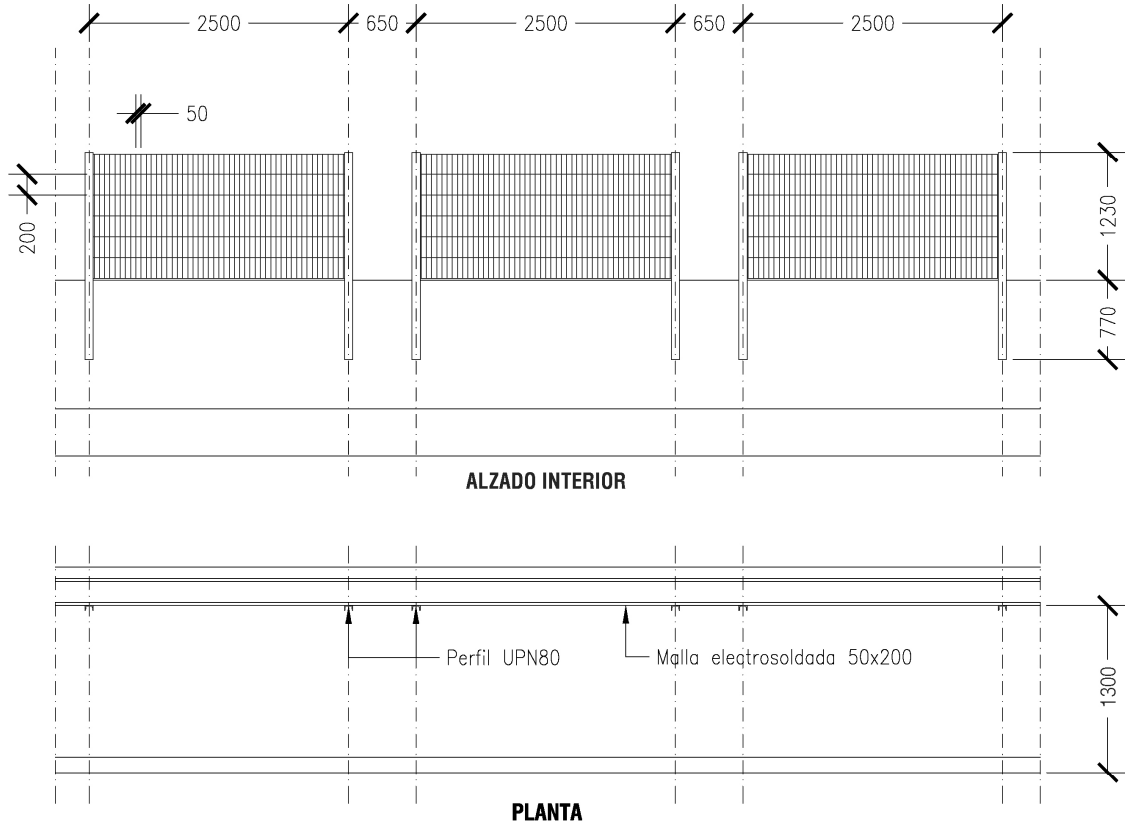 2500
650
2500
650
2500
50
200
1230
770
ALZADO INTERIOR
Perfil UPN80
Malla electrosoldada 50x200
1300
PLANTA